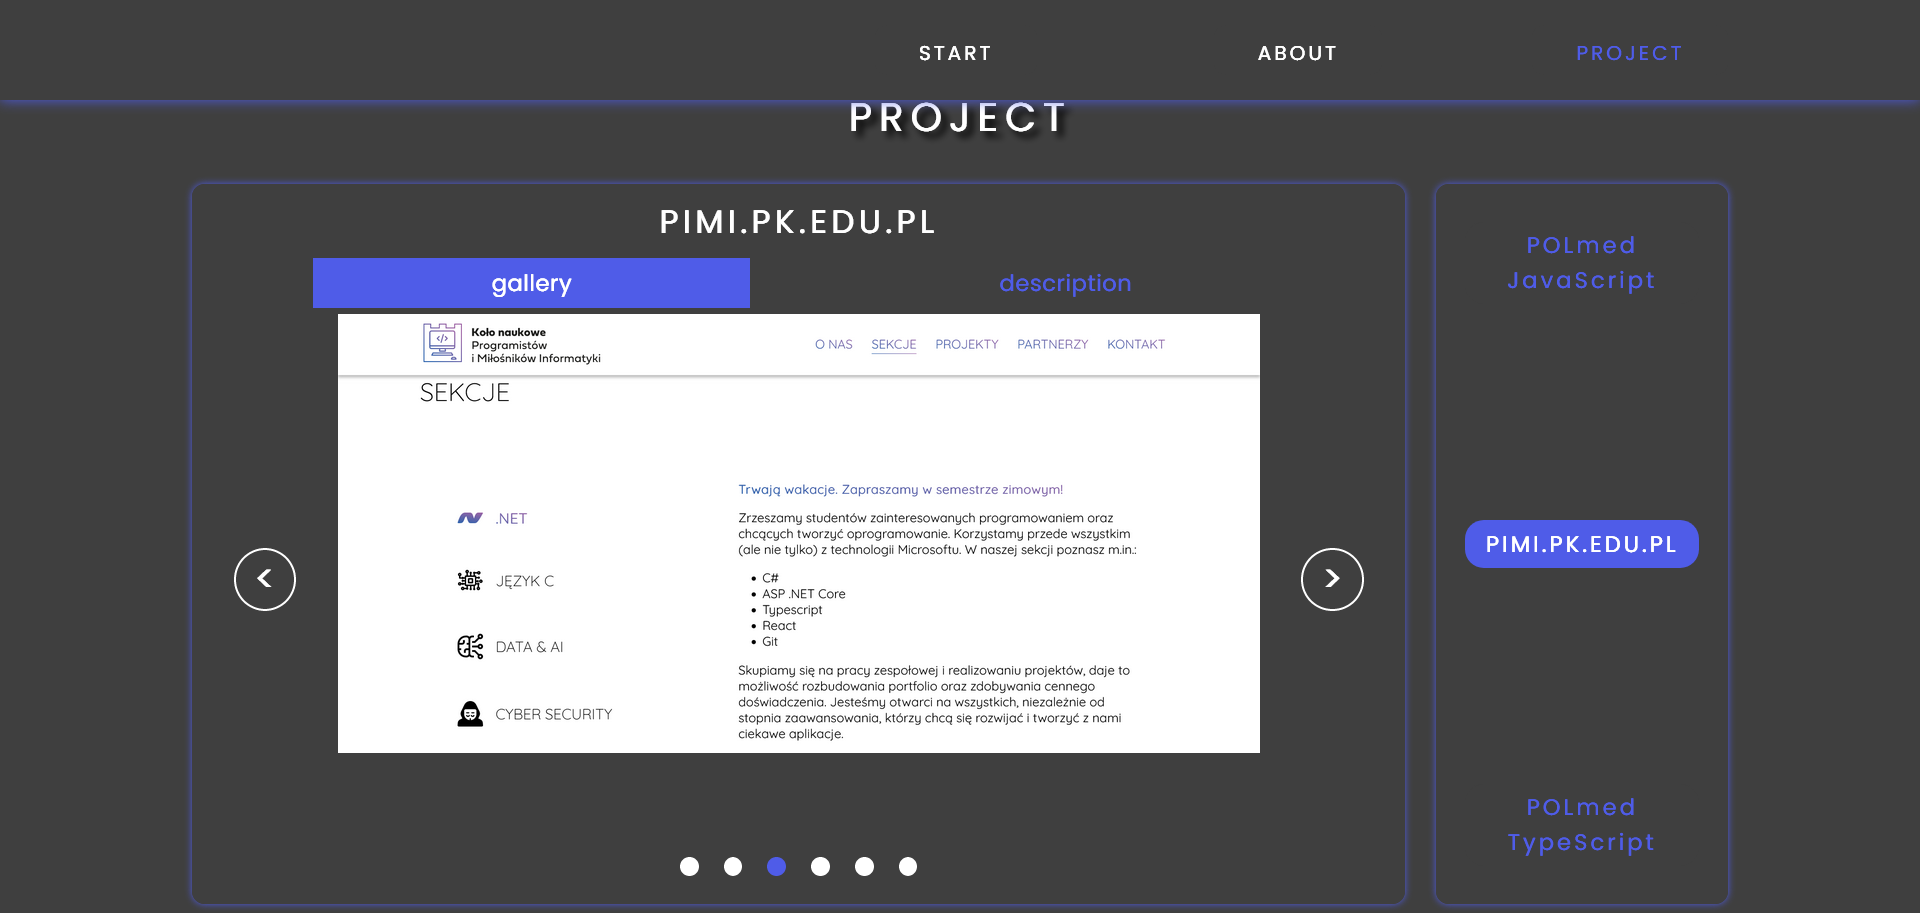 START
ABOUT
PROJECT
PROJECT
PIMI.PK.EDU.PL
gallery
description
Koło naukowe
Programistów
i Miłośników Informatyki
O NAS
SEKCJE
PROJEKTY
PARTNERZY
KONTAKT
SEKCJE
.NET
JĘZYK C
DATA & AI
CYBER SECURITY
Trwają wakacje. Zapraszamy w semestrze zimowym!
Zrzeszamy studentów zainteresowanych programowaniem oraz
chcących tworzyć oprogramowanie. Korzystamy przede wszystkim
(ale nie tylko) z technologii Microsoftu. W naszej sekcji poznasz m.in.:
• C#
• ASP .NET Core
• Typescript
• React
• Git
Skupiamy się na pracy zespołowej i realizowaniu projektów, daje to
możliwość rozbudowania portfolio oraz zdobywania cennego
doświadczenia. Jesteśmy otwarci na wszystkich, niezależnie od
stopnia zaawansowania, którzy chcą się rozwijać i tworzyć z nami
ciekawe aplikacje.
<
>
POLmed
JavaScript
PIMI.PK.EDU.PL
POLmed
TypeScript